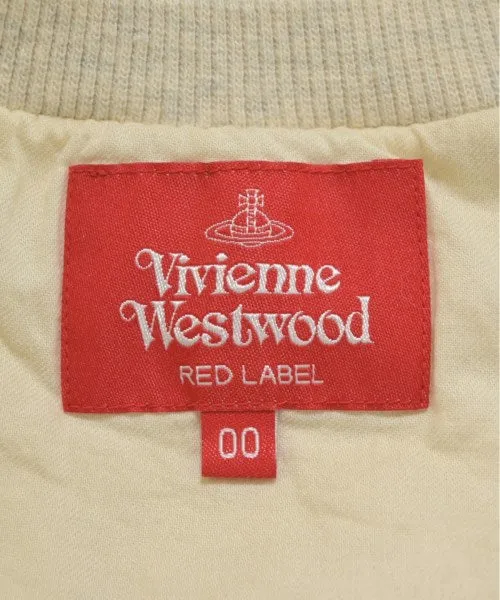 Vivienne
Westwood
RED LABEL
00